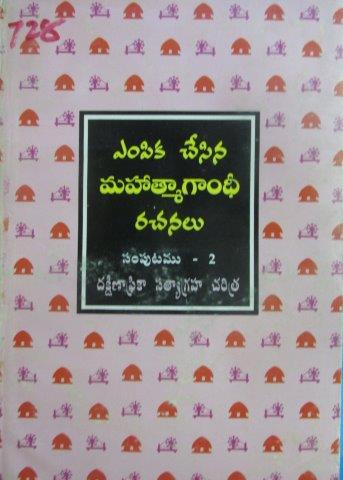 728
ఎంపిక చేసిన
మహాత్మాగాంధీ
రచనలు
సంపుటము - 2
దక్షిణాఫ్రికా సత్యాగ్రహ చరిత్ర